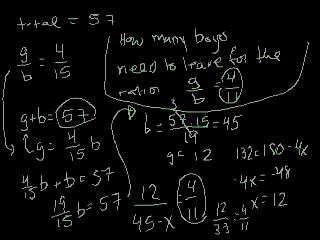 total = 57
g/b = 4/15
g+b= 57
g= 4/15 b
4/15 b + b = 57
19/15 b = 57
How many boys
need to leave for the
ratio g/b = 4/11
b = 57·15/19 = 45
3
g = 12
12/45-x = 4/11
132=180-4x
-4x=-48
x=12
12/33 = 4/11